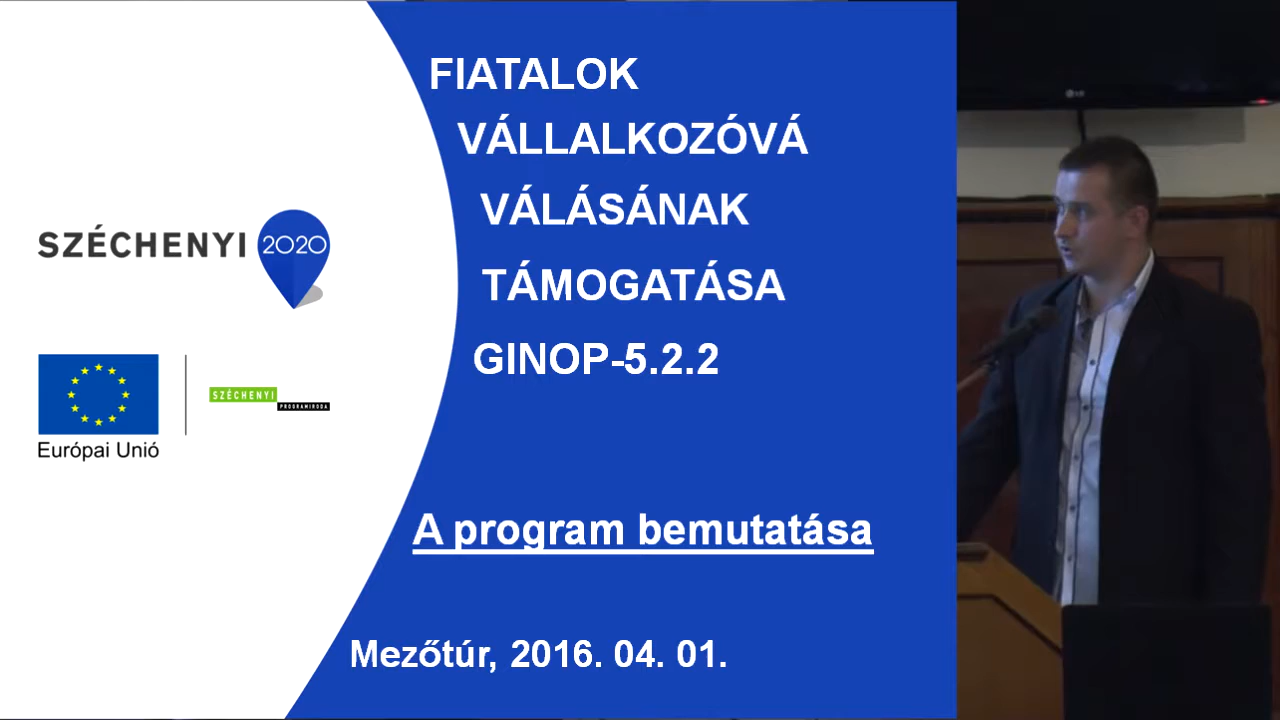 FIATALOK
VÁLLALKOZÓVÁ
VÁLÁSÁNAK
TÁMOGATÁSA
GINOP-5.2.2
SZÉCHENYI 2020
Európai Unió
SZÉCHENYI
PROGRAMIRODA
A program bemutatása
Mezőtúr, 2016. 04. 01.
LG